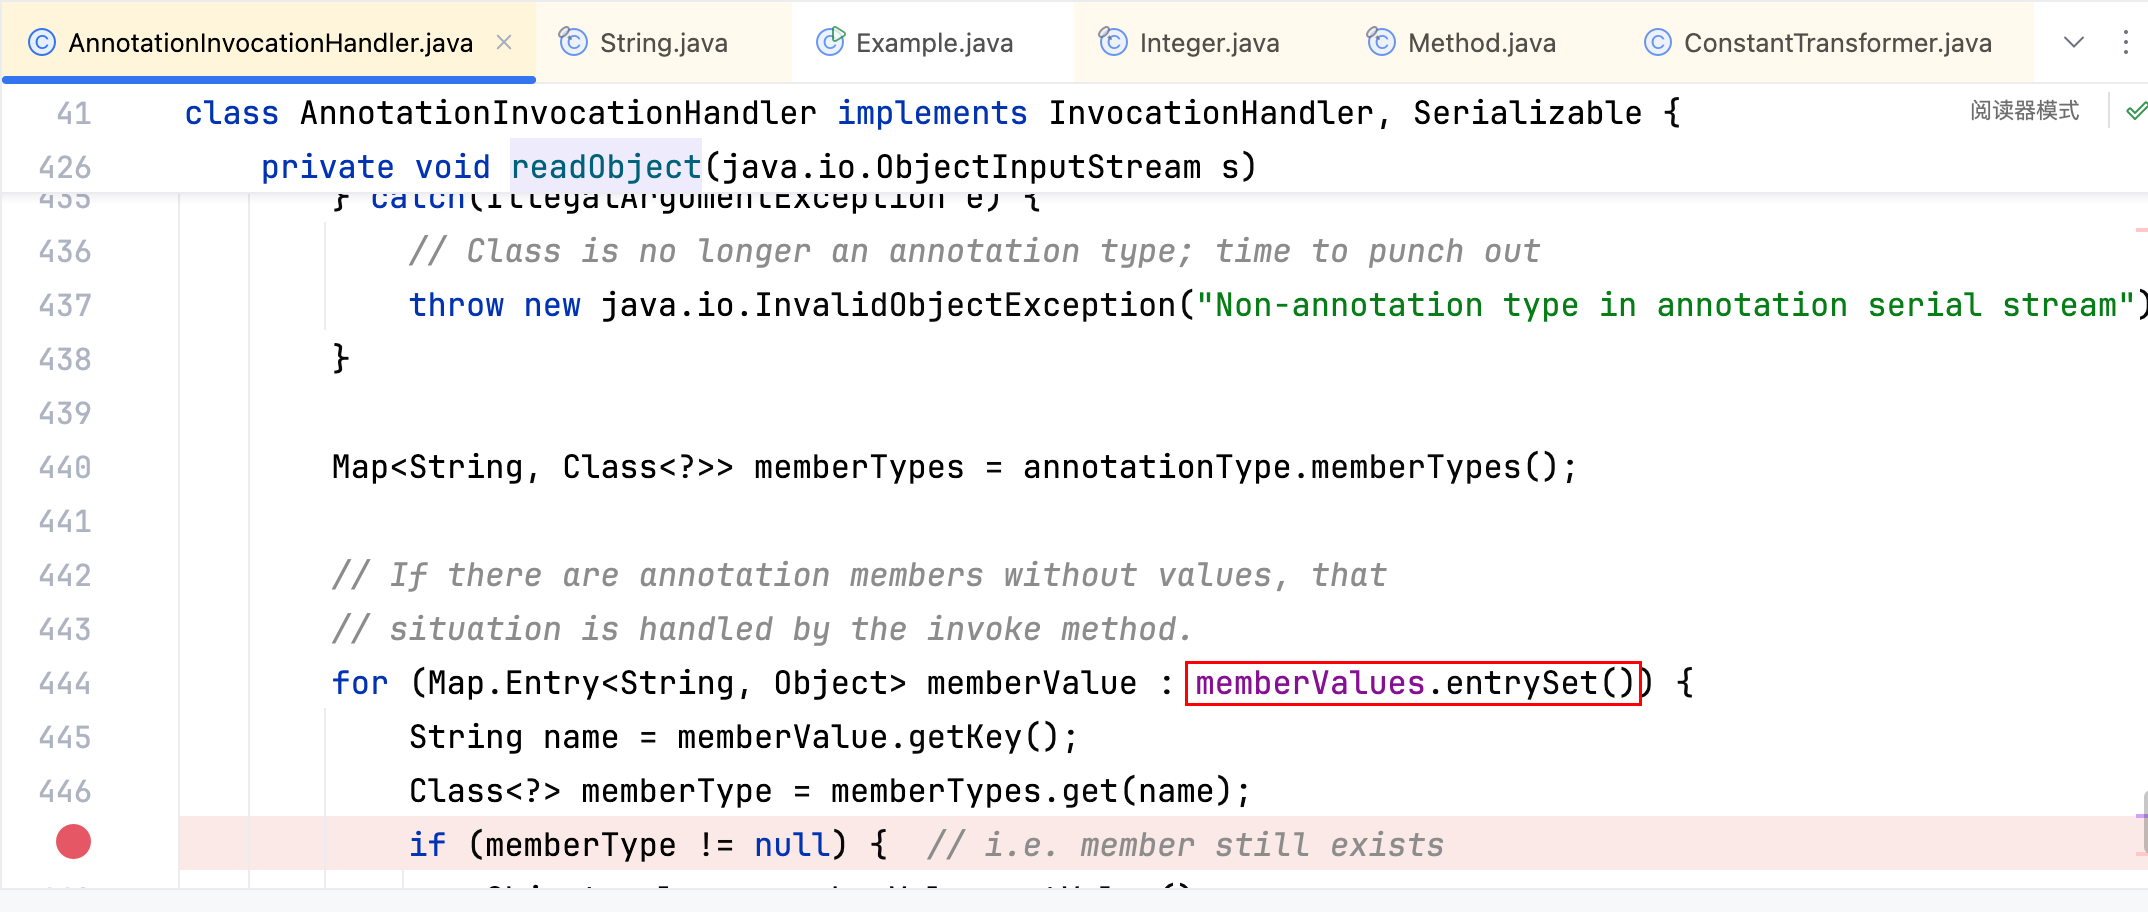 AnnotationInvocationHandler.java × String.java Example.java Integer.java Method.java ConstantTransformer.java
41 class AnnotationInvocationHandler implements InvocationHandler, Serializable {
阅读器模式
426 private void readObject(java.io.ObjectInputStream s)
435 } catch(IllegalArgumentException e) {
436 // Class is no longer an annotation type; time to punch out
437 throw new java.io.InvalidObjectException("Non-annotation type in annotation serial stream")
438 }
439
440 Map<String, Class<?>> memberTypes = annotationType.memberTypes();
441
442 // If there are annotation members without values, that
443 // situation is handled by the invoke method.
444 for (Map.Entry<String, Object> memberValue : memberValues.entrySet()) {
445 String name = memberValue.getKey();
446 Class<?> memberType = memberTypes.get(name);
if (memberType != null) { // i.e. member still exists